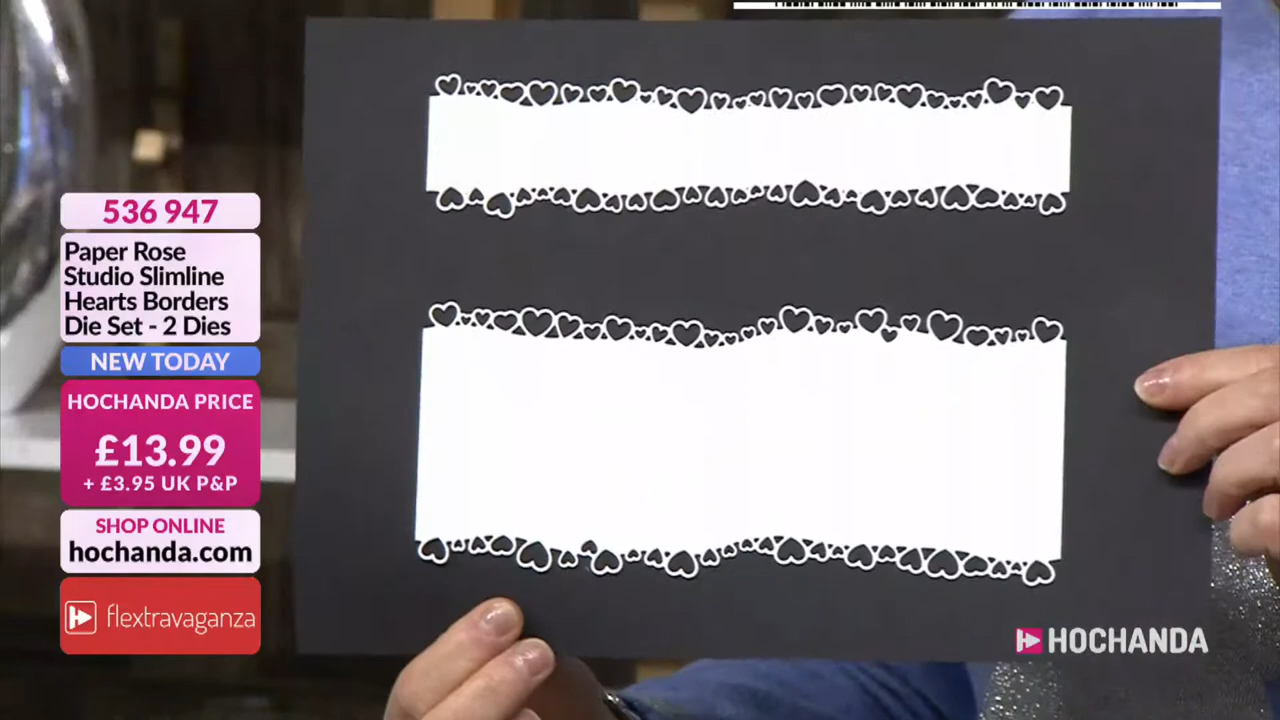 536 947
Paper Rose
Studio Slimline
Hearts Borders
Die Set - 2 Dies
NEW TODAY
HOCHANDA PRICE
£13.99
+ £3.95 UK P&P
SHOP ONLINE
hochanda.com
flextravaganza
HOCHANDA